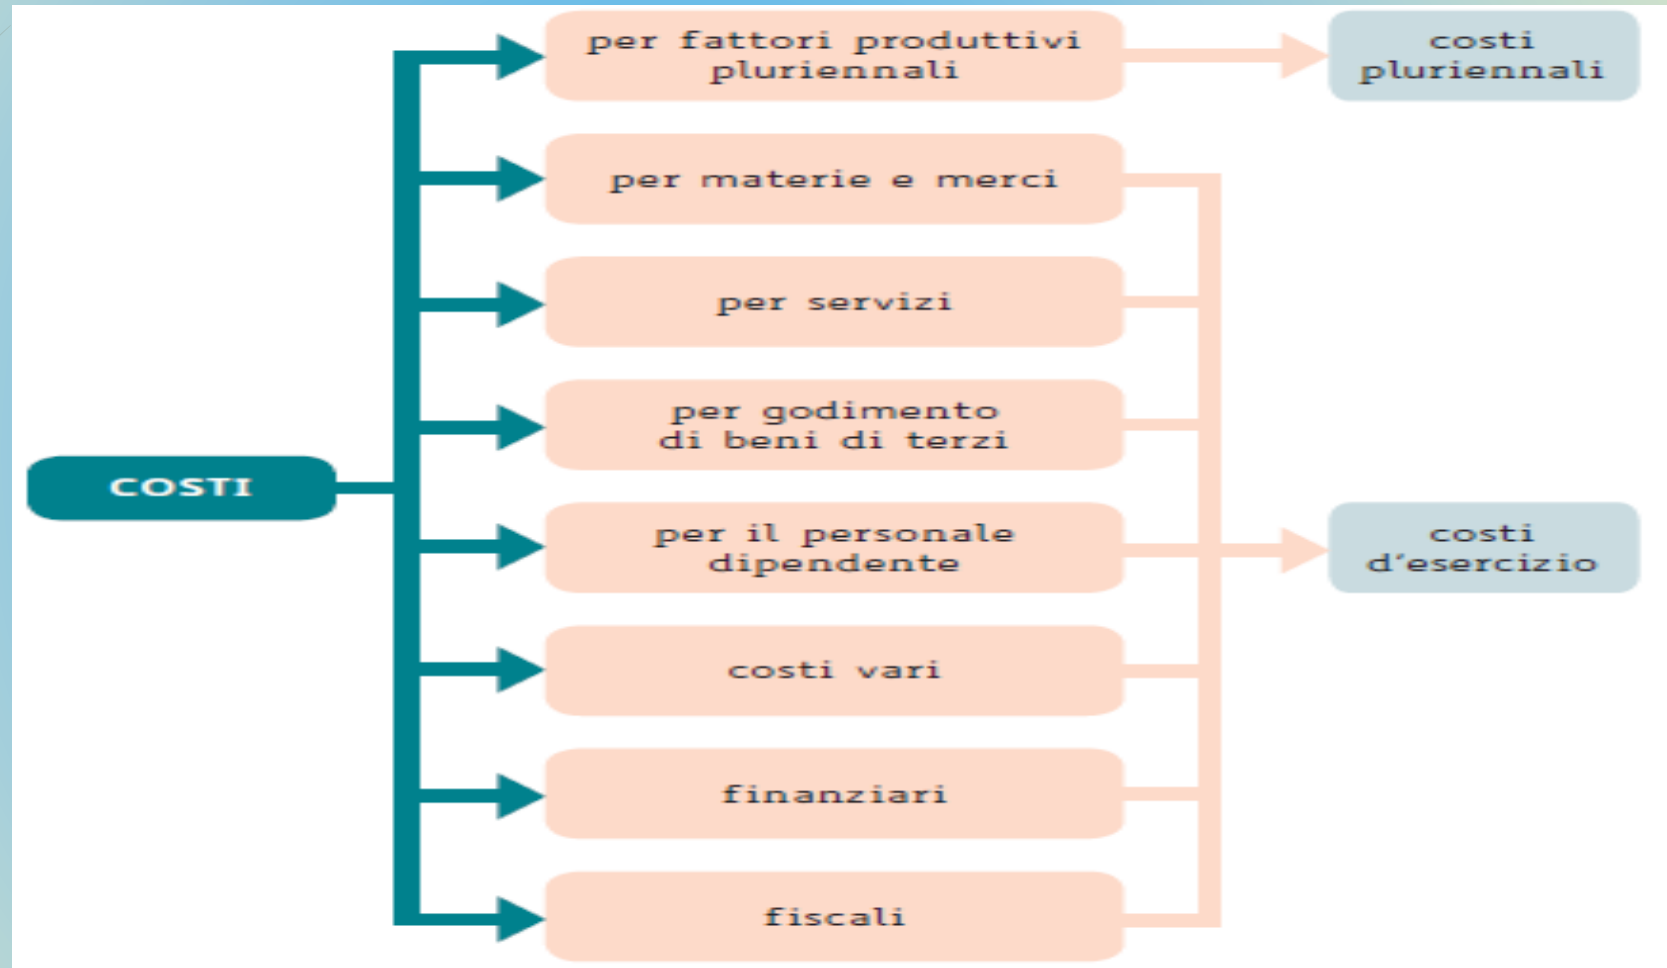 per fattori produttivi
pluriennali
costi
pluriennali
per materie e merci
per servizi
per godimento
di beni di terzi
COSTI
per il personale
dipendente
costi
d’esercizio
costi vari
finanziari
fiscali